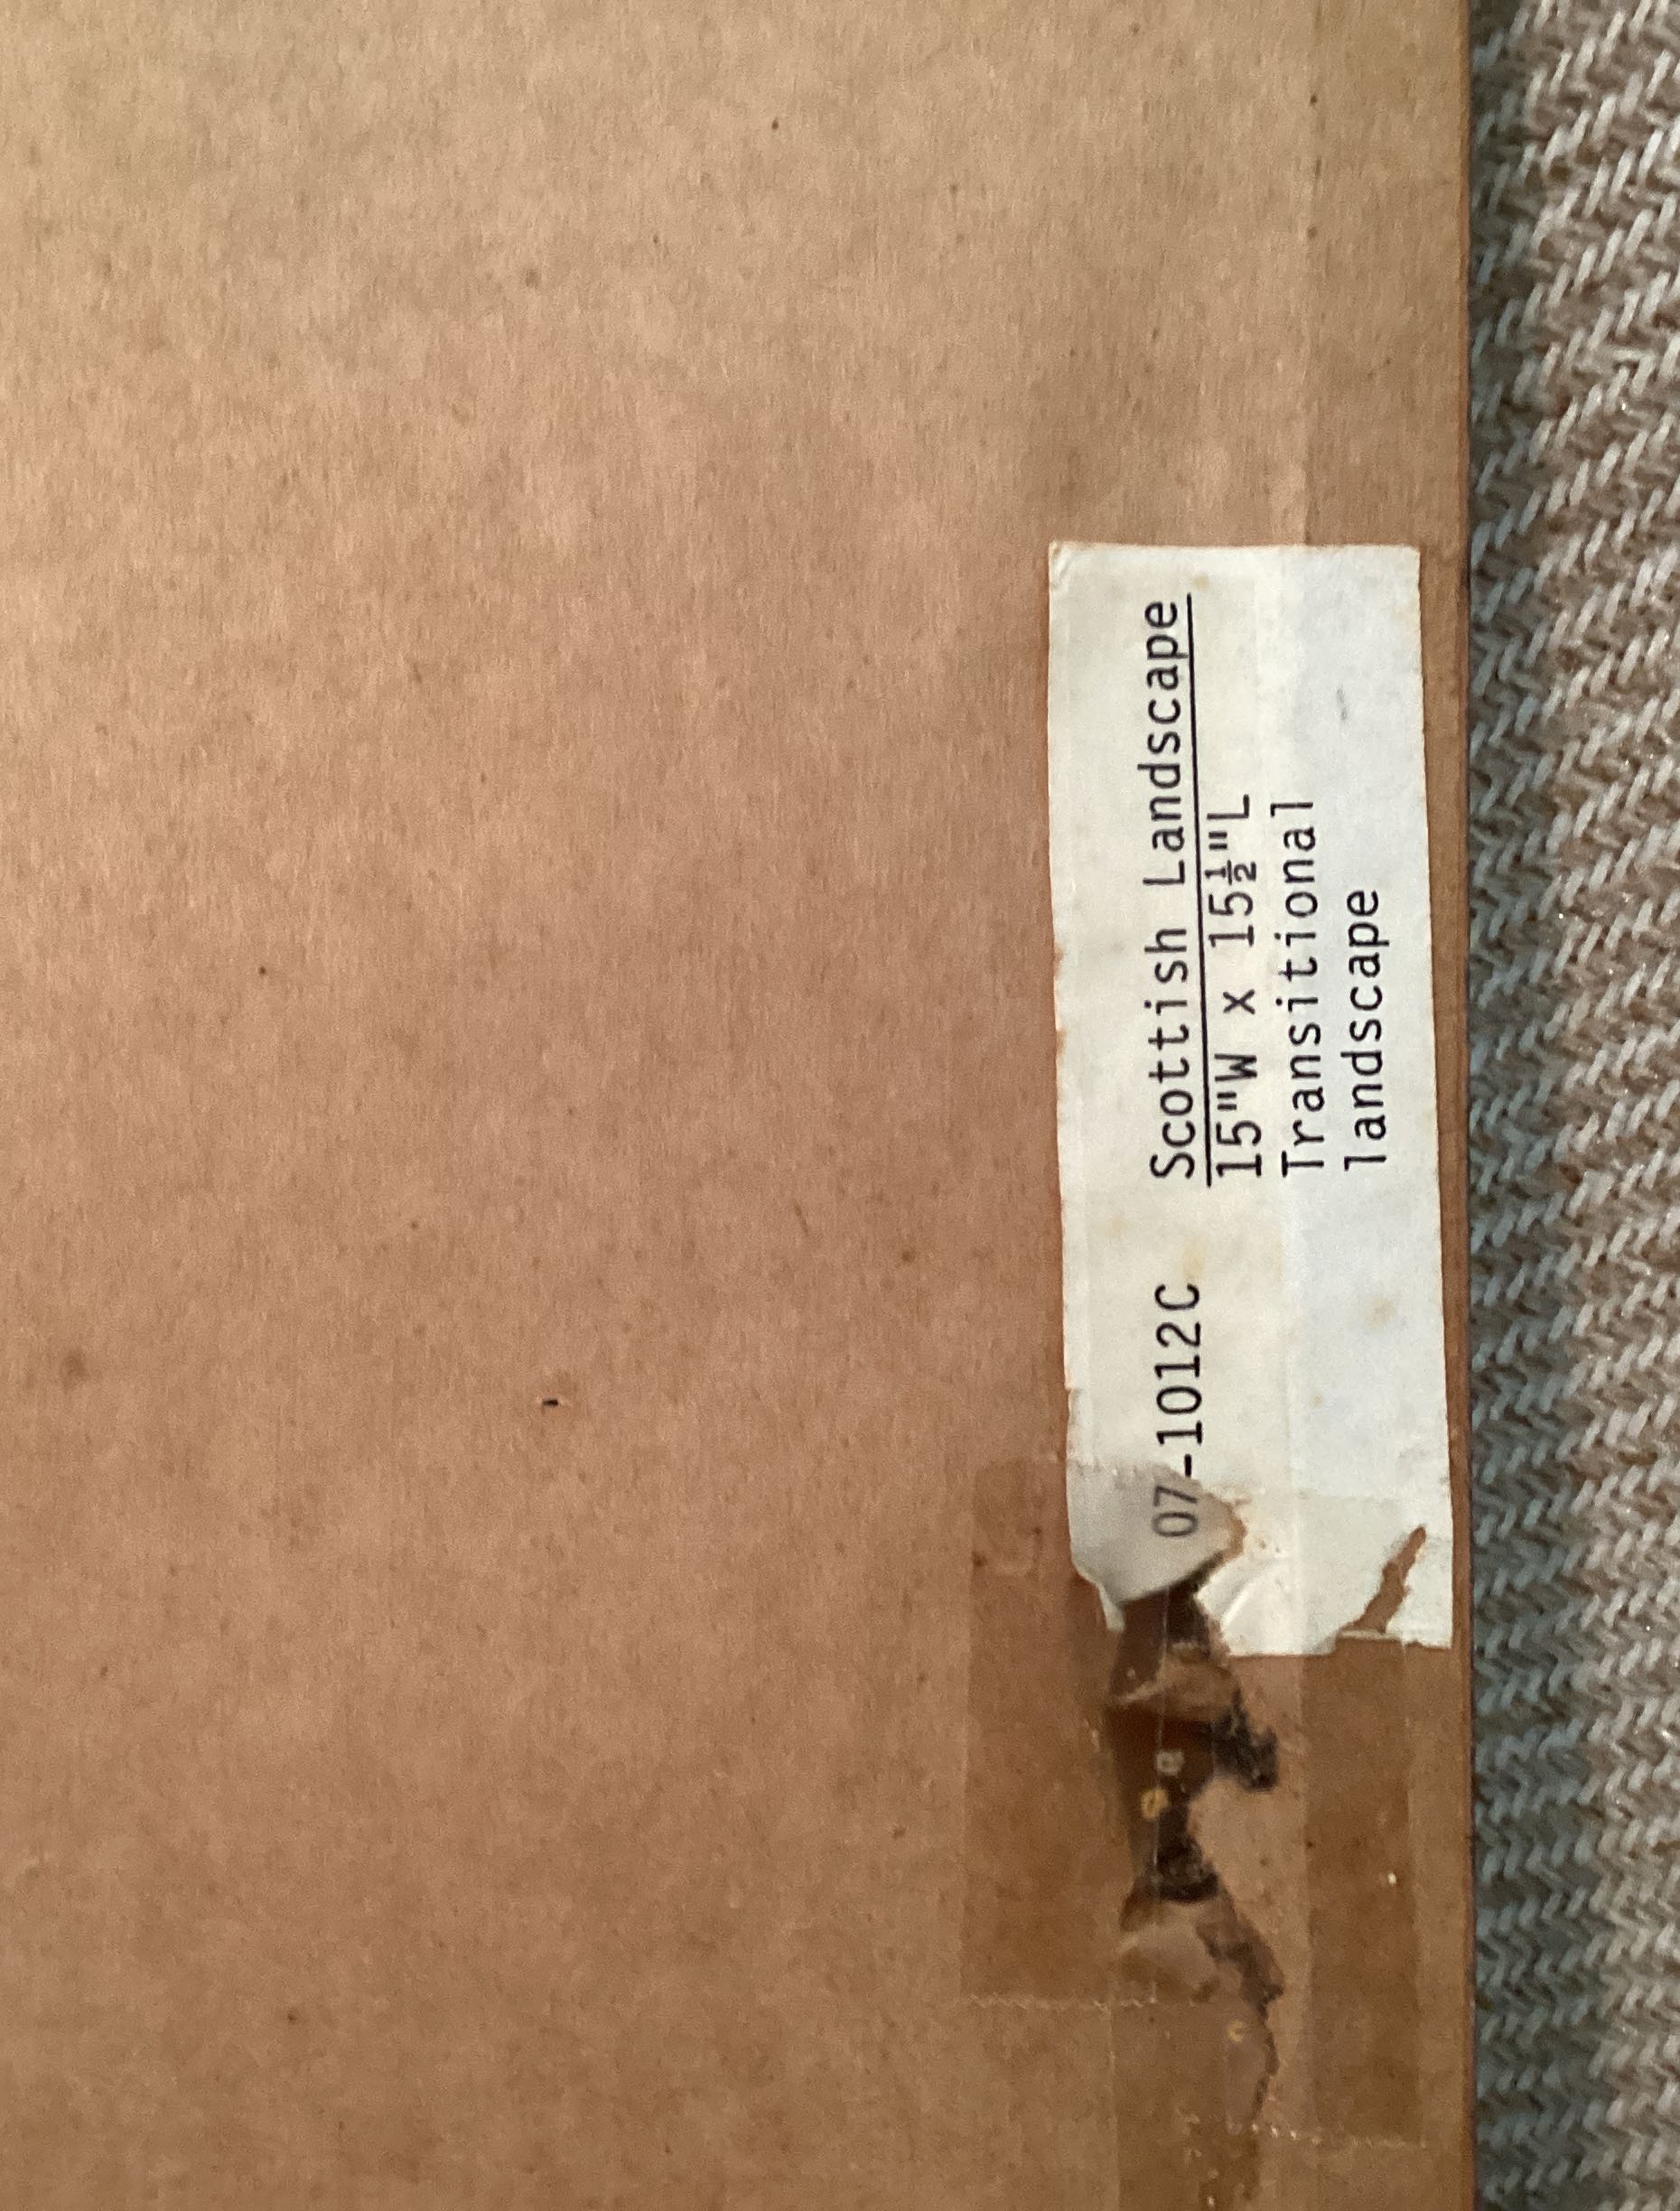 07-1012C Scottish Landscape
15"W x 15½"L
Transitional
landscape